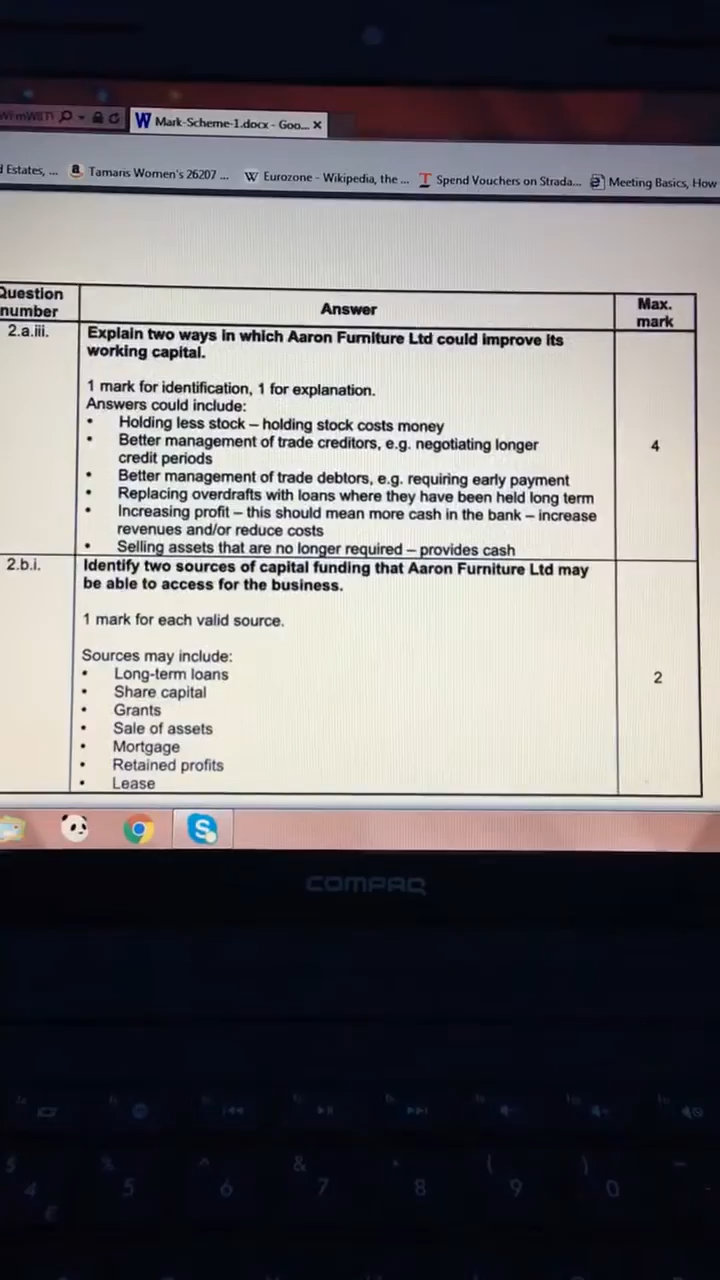 Mark-Scheme-1.docx - Goo... ×
Estates, ... a Tamaris Women's 26207 ... W Eurozone - Wikipedia, the ... T Spend Vouchers on Strada... Meeting Basics, How
Question number Answer Max. mark
2.a.iii. Explain two ways in which Aaron Furniture Ltd could improve its
working capital.
1 mark for identification, 1 for explanation.
Answers could include:
• Holding less stock – holding stock costs money
• Better management of trade creditors, e.g. negotiating longer
credit periods
4
• Better management of trade debtors, e.g. requiring early payment
• Replacing overdrafts with loans where they have been held long term
• Increasing profit – this should mean more cash in the bank – increase
revenues and/or reduce costs
• Selling assets that are no longer required – provides cash
2.b.i. Identify two sources of capital funding that Aaron Furniture Ltd may
be able to access for the business.
1 mark for each valid source.
Sources may include:
• Long-term loans
2
• Share capital
• Grants
• Sale of assets
• Mortgage
• Retained profits
• Lease
S
COMPAQ
&
4 5 6 7 8 9 0